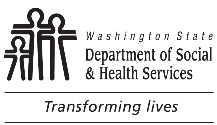 Washington State
Department of Social
& Health Services
Transforming lives